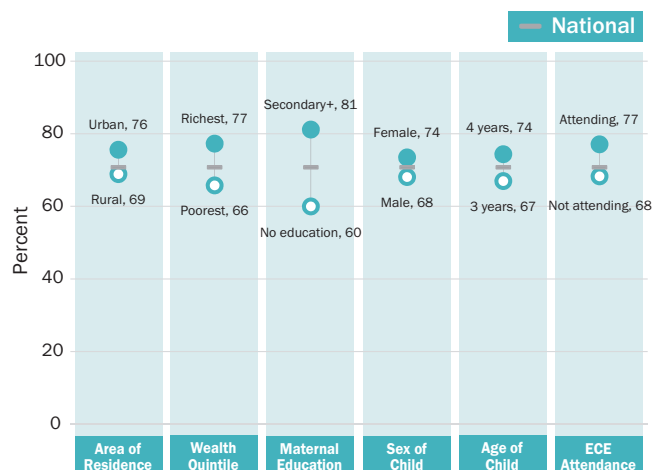 National
100
80
60
40
20
0
Percent
Urban, 76
Rural, 69
Richest, 77
Poorest, 66
Secondary+, 81
No education, 60
Female, 74
Male, 68
4 years, 74
3 years, 67
Attending, 77
Not attending, 68
Area of
Residence
Wealth
Quintile
Maternal
Education
Sex of
Child
Age of
Child
ECE
Attendance